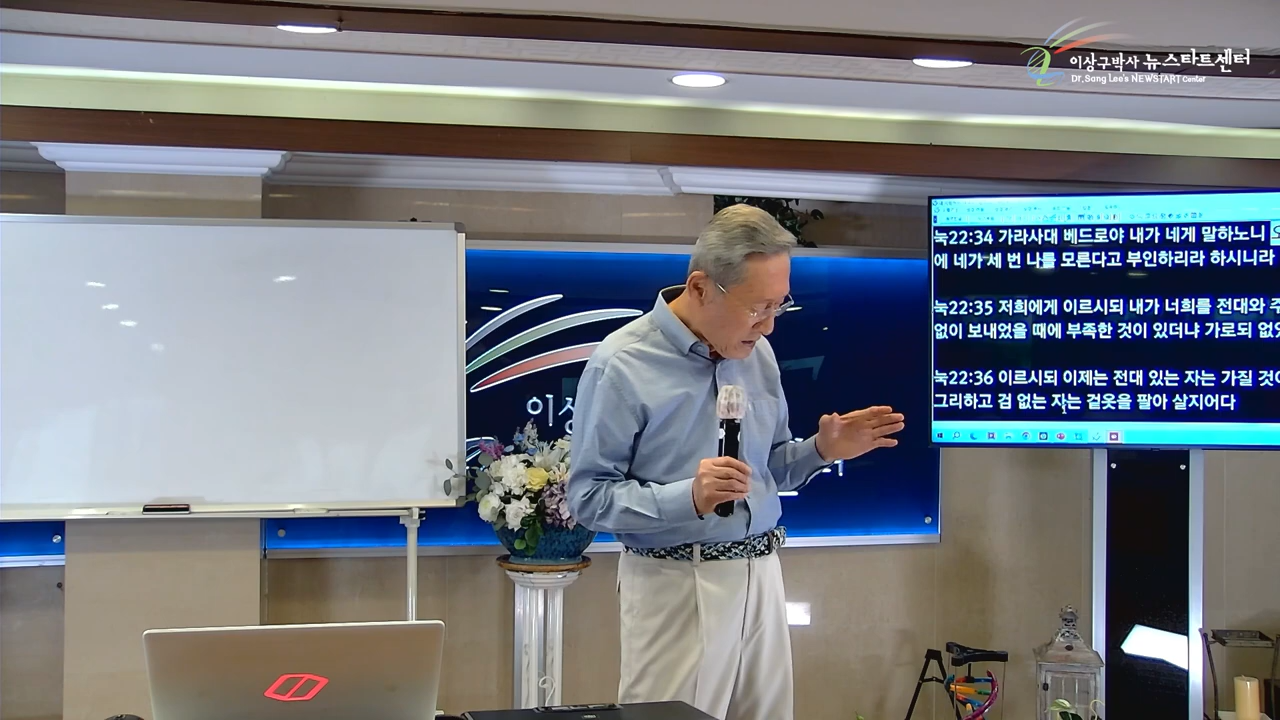 이상구박사 뉴스타트센터
Dr.Sang Lee's NEWSTART Center
눅22:34 가라사대 베드로야 내가 네게 말하노니
에 네가 세 번 나를 모른다고 부인하리라 하시니라
눅22:35 저희에게 이르시되 내가 너희를 전대와
없이 보내었을 때에 부족한 것이 있더냐 가로되
눅22:36 이르시되 이제는 전대 있는 자는 가질
그리하고 검 없는 자는 겉옷을 팔아 살지어다
이상